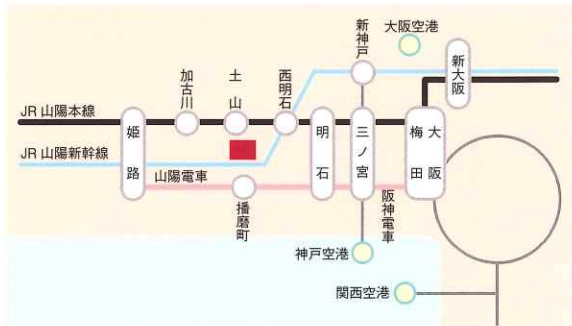 新神戸
大阪空港
新大阪
加古川
土山
西明石
JR 山陽本線
姫路
明石
三ノ宮
大阪
梅田
JR 山陽新幹線
山陽電車
播磨町
阪神電車
神戸空港
関西空港